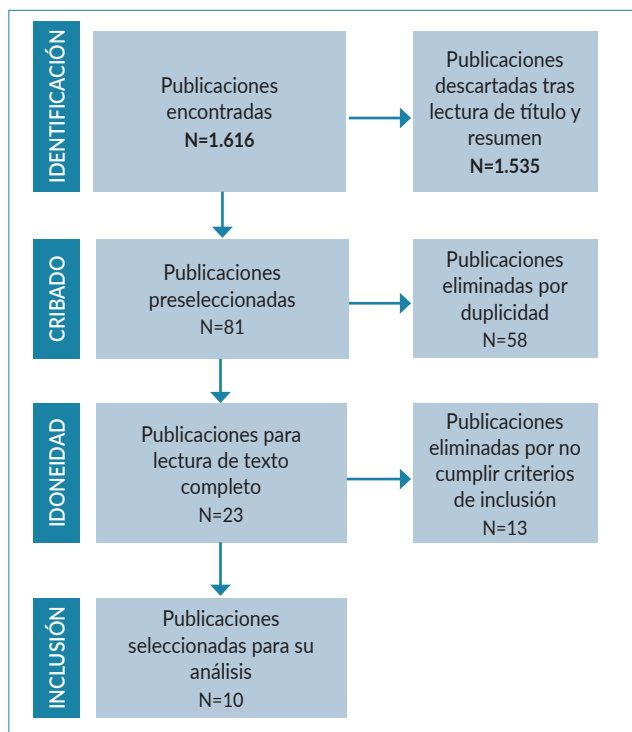 IDENTIFICACIÓN
Publicaciones
encontradas
N=1.616
Publicaciones
descartadas tras
lectura de título y
resumen
N=1.535
CRIBADO
Publicaciones
preseleccionadas
N=81
Publicaciones
eliminadas por
duplicidad
N=58
IDONEIDAD
Publicaciones para
lectura de texto
completo
N=23
Publicaciones
eliminadas por no
cumplir criterios
de inclusión
N=13
INCLUSIÓN
Publicaciones
seleccionadas para su
análisis
N=10